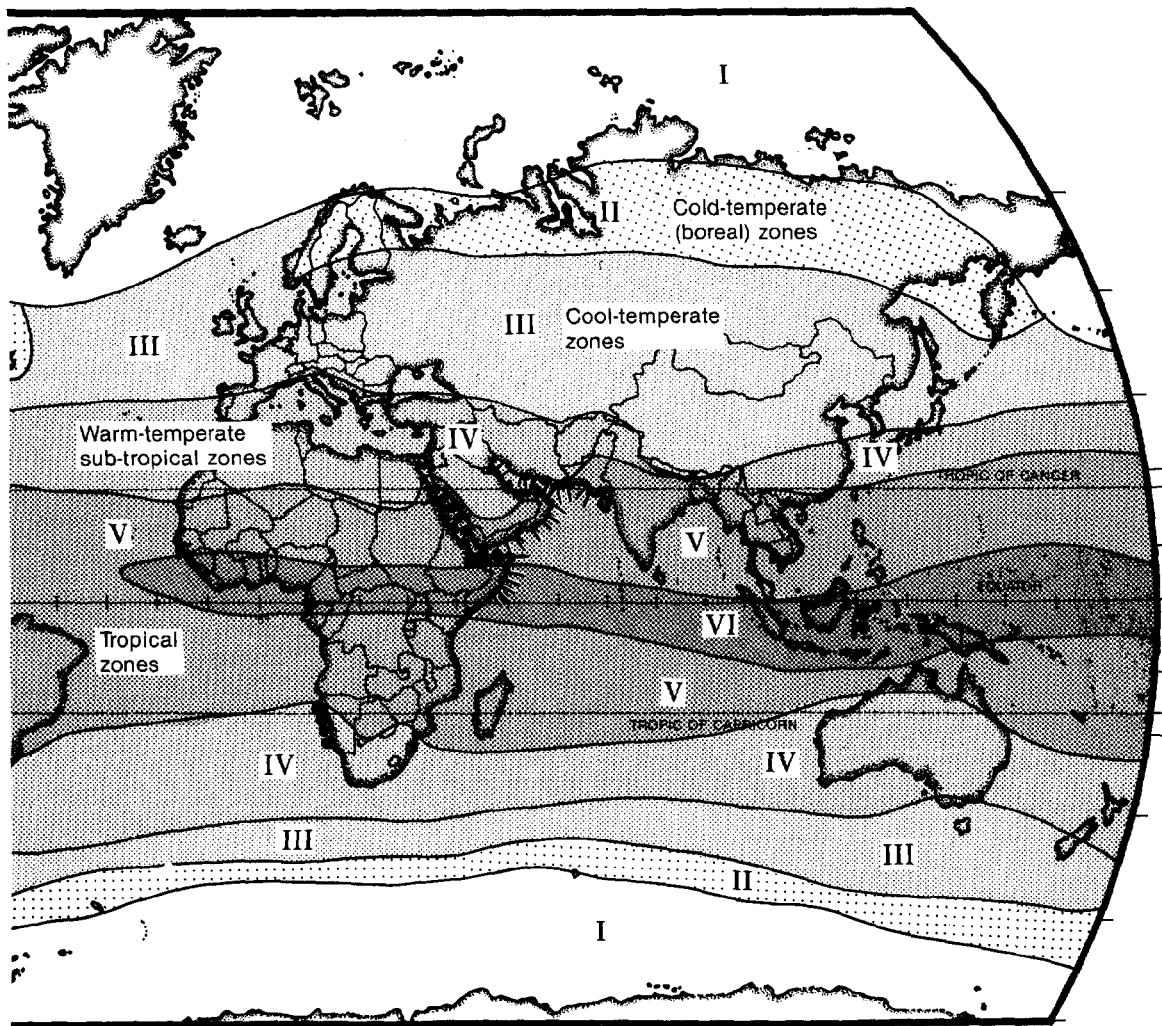 I
II
Cold-temperate
(boreal) zones
III
III
Cool-temperate
zones
Warm-temperate
sub-tropical zones
IV
IV
TROPIC OF CANCER
V
V
EQUATOR
VI
Tropical
zones
V
TROPIC OF CAPRICORN
IV
IV
III
III
II
I